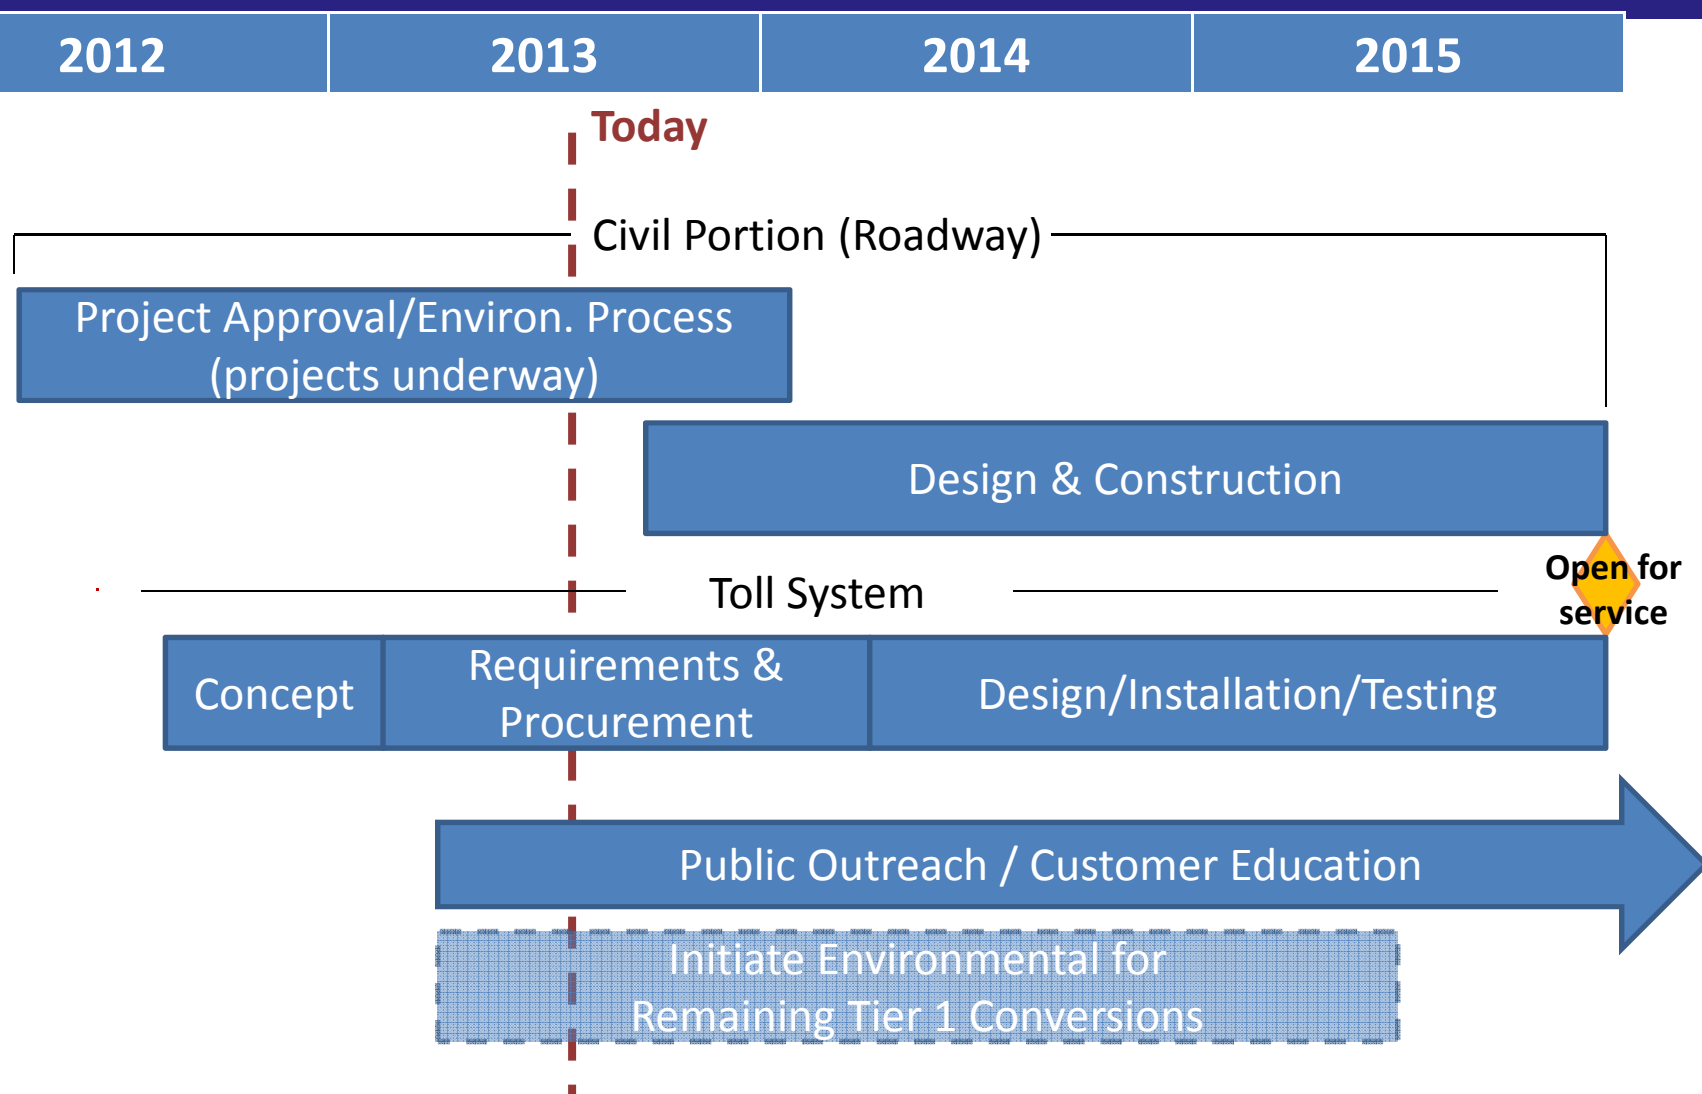 2012
2013
2014
2015
Today
Civil Portion (Roadway)
Project Approval/Environ. Process
(projects underway)
Design & Construction
Open for
service
Toll System
Concept
Requirements &
Procurement
Design/Installation/Testing
Public Outreach / Customer Education
Initiate Environmental for
Remaining Tier 1 Conversions